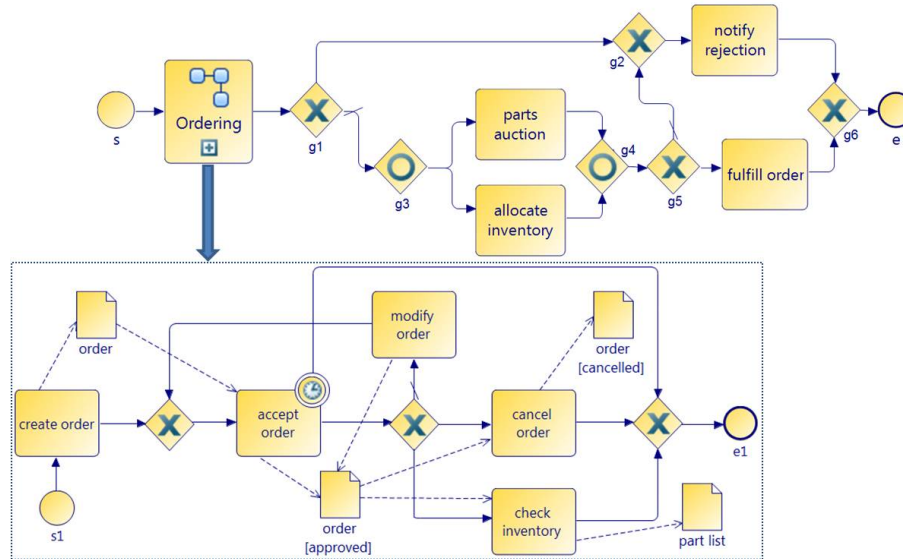 notify
rejection
g2
Ordering
s
g1
parts
auction
g4
g6
e
g3
allocate
inventory
g5
fulfill order
modify
order
order
order
[cancelled]
create order
accept
order
cancel
order
e1
s1
order
[approved]
check
inventory
part list